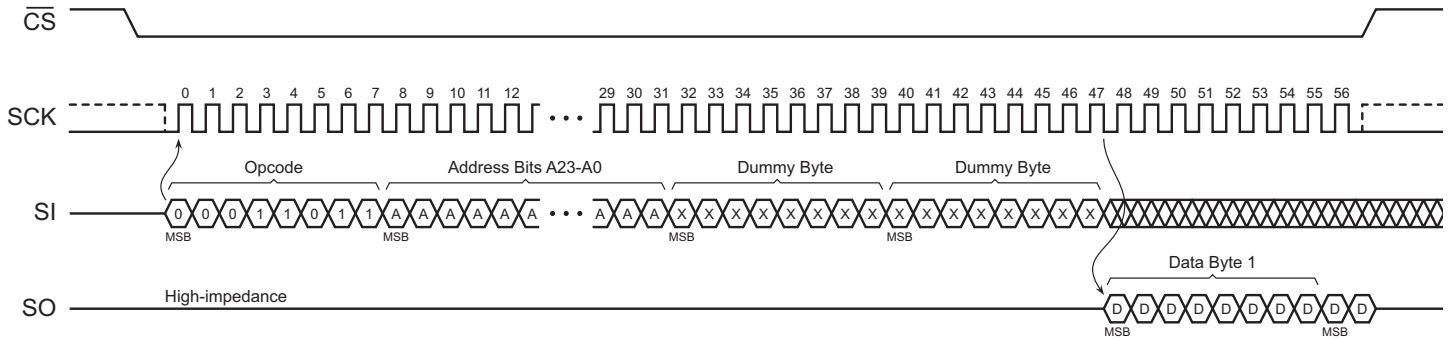 CS
0 1 2 3 4 5 6 7 8 9 10 11 12 29 30 31 32 33 34 35 36 37 38 39 40 41 42 43 44 45 46 47 48 49 50 51 52 53 54 55 56
SCK
Opcode Address Bits A23-A0 Dummy Byte Dummy Byte
SI 0 0 0 1 1 0 1 1 A A A A A A A A A X X X X X X X X X X X X X X X X
MSB MSB MSB MSB
Data Byte 1
High-impedance
SO D D D D D D D D D D
MSB MSB